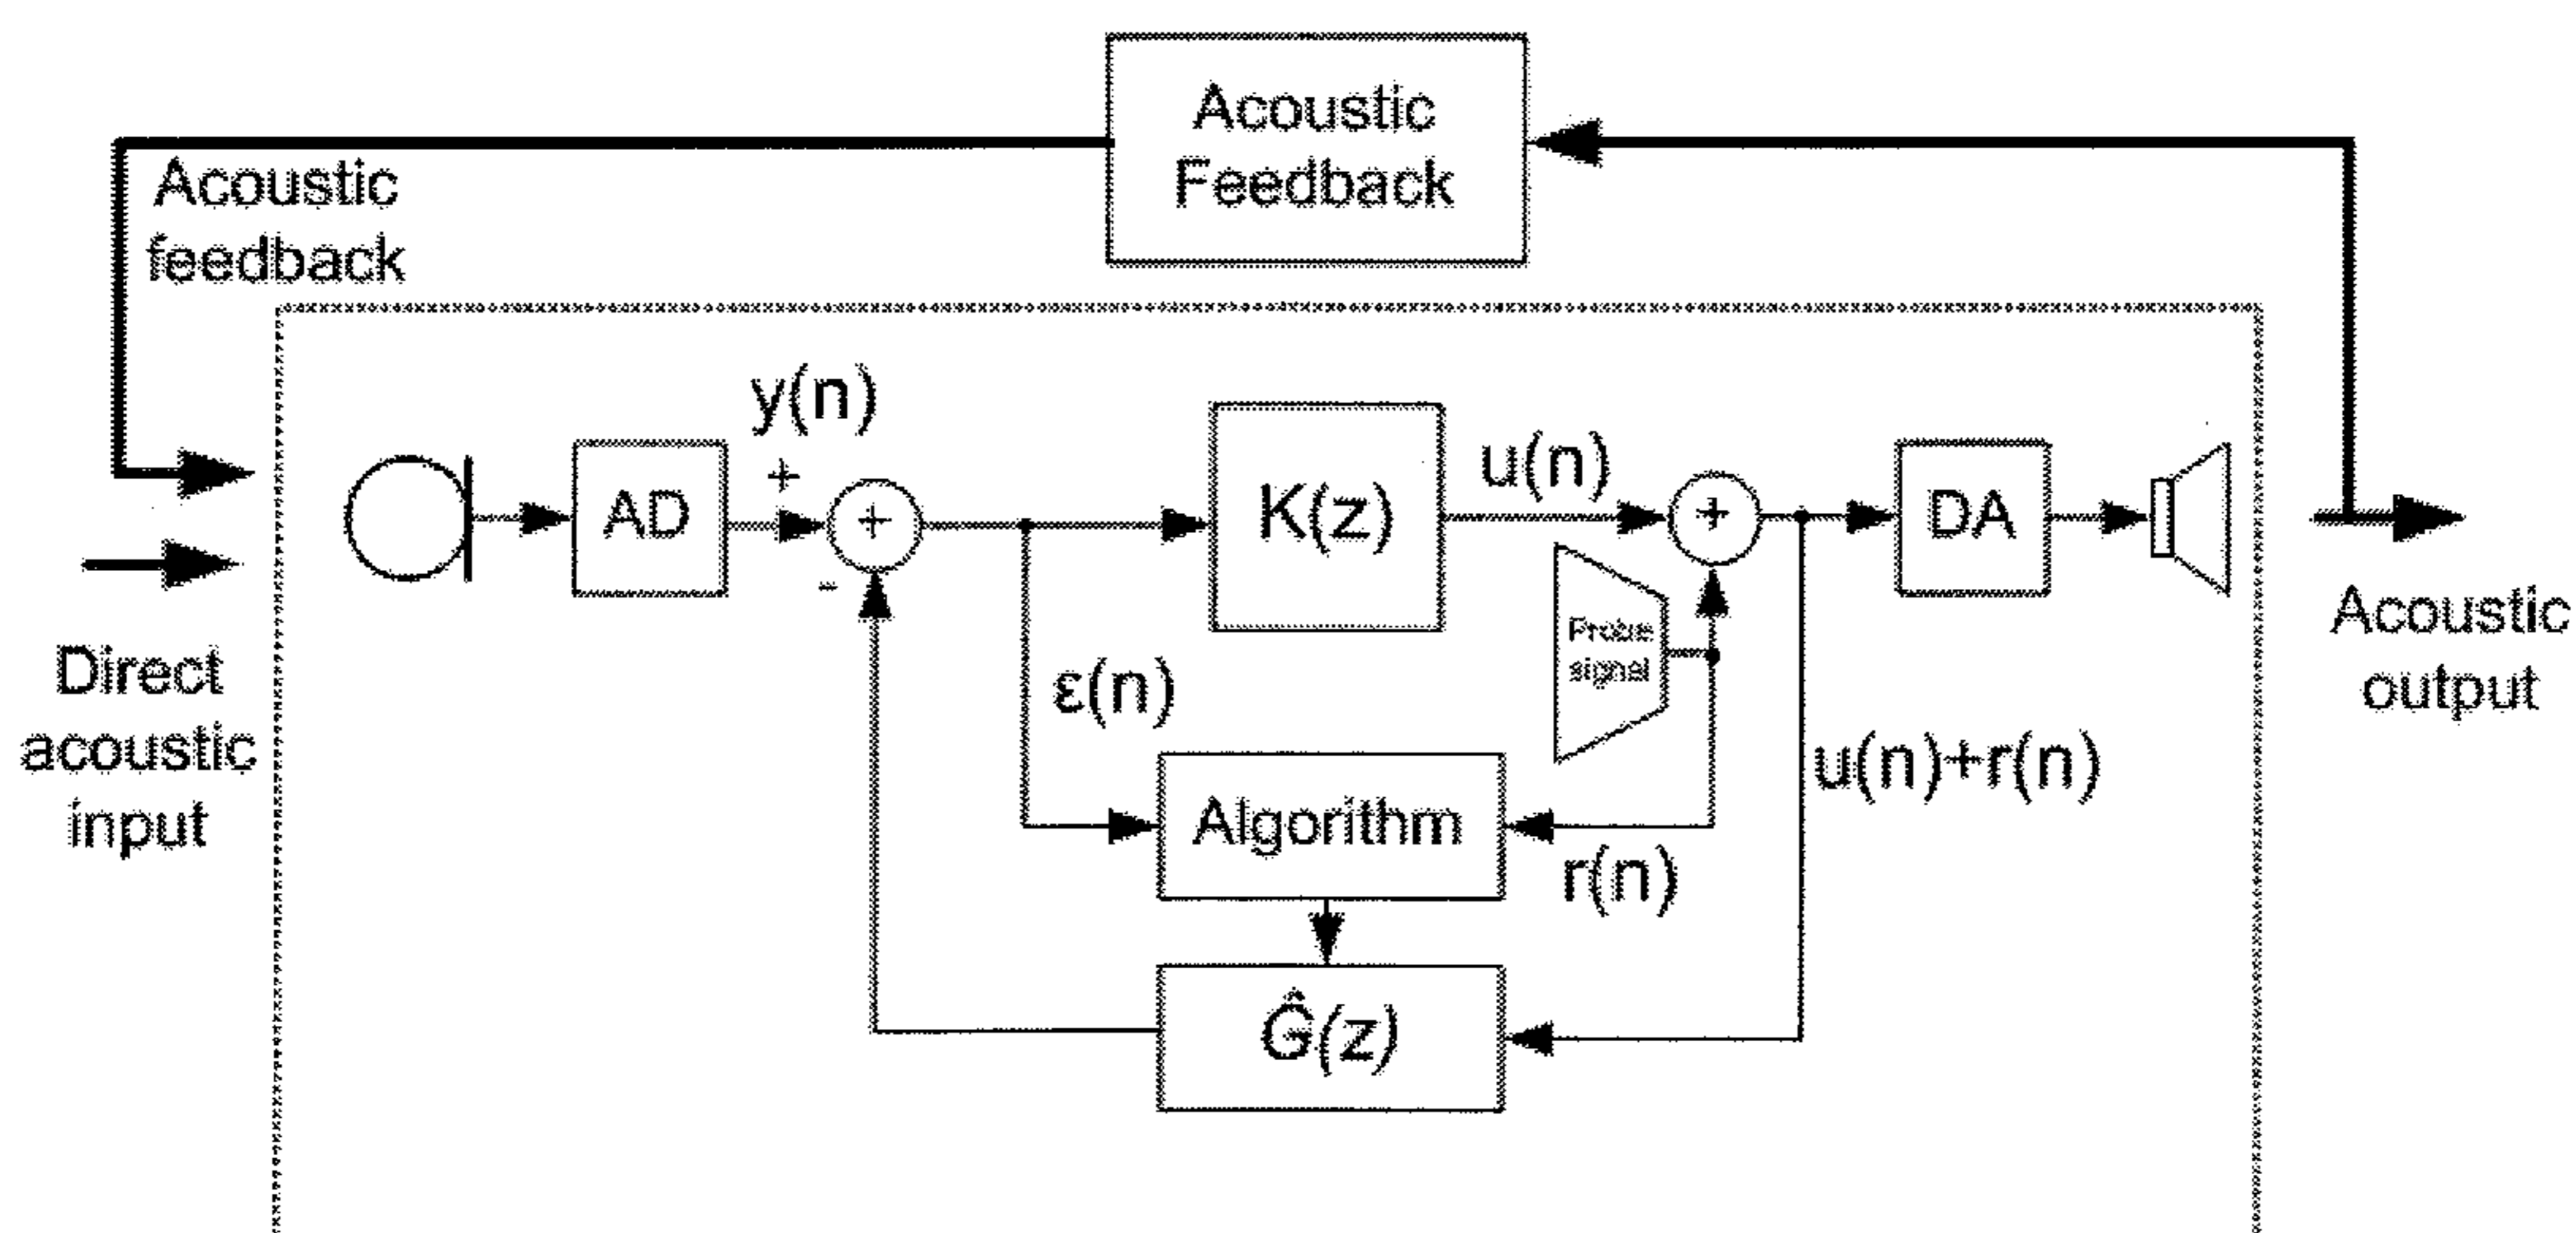 Acoustic
Feedback
Acoustic
feedback
y(n)
+
-
AD
+
K(z)
u(n)
+
DA
Probe
signal
ε(n)
Algorithm
r(n)
u(n)+r(n)
Ĝ(z)
Direct
acoustic
input
Acoustic
output